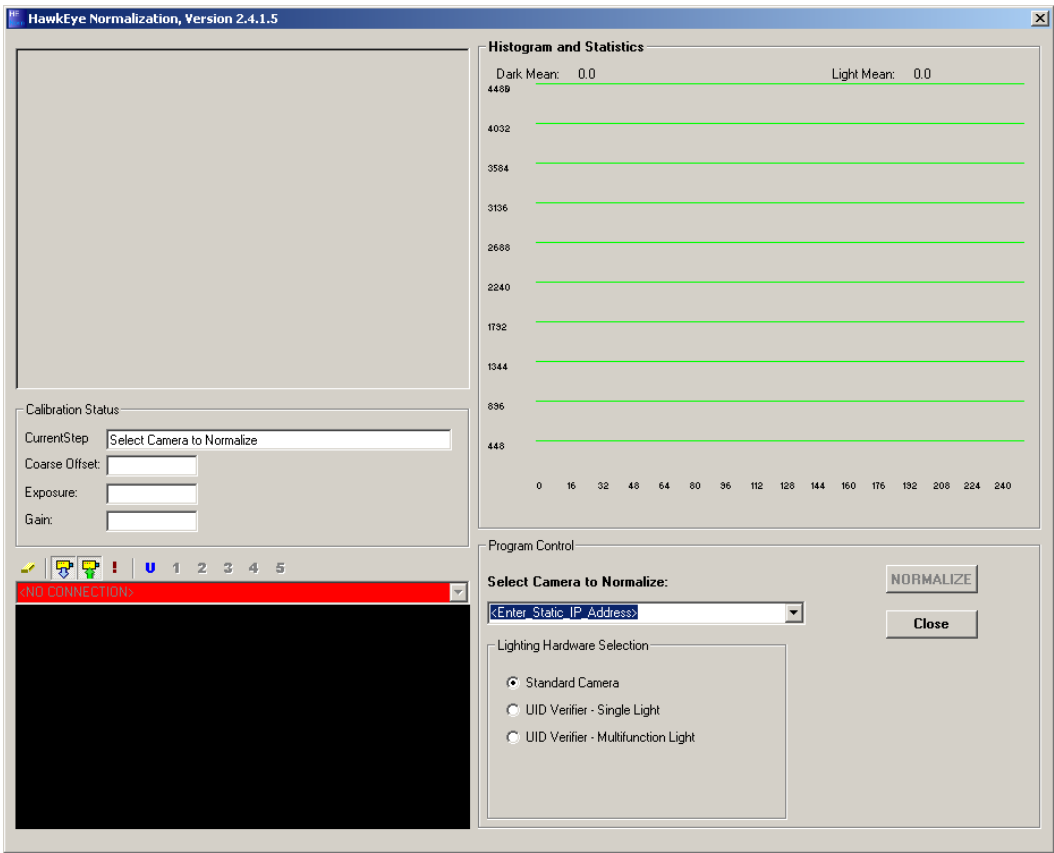 HawkEye Normalization, Version 2.4.1.5
Histogram and Statistics
Dark Mean: 0.0 Light Mean: 0.0
4480
4032
3584
3136
2688
2240
1792
1344
896
448
0 16 32 48 64 80 96 112 128 144 160 176 192 208 224 240
Calibration Status
CurrentStep Select Camera to Normalize
Coarse Offset:
Exposure:
Gain:
U 1 2 3 4 5
<NO CONNECTION>
Program Control
Select Camera to Normalize:
NORMALIZE
<Enter_Static_IP_Address>
Close
Lighting Hardware Selection
Standard Camera
UID Verifier - Single Light
UID Verifier - Multifunction Light